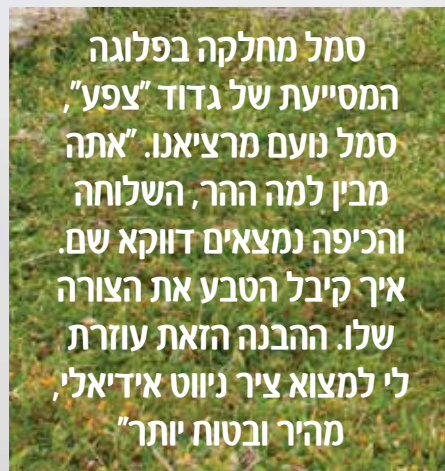 סמל מחלקה בפלוגה
המסייעת של גדוד "צפע",
סמל נועם מרציאנו. "אתה
מבין למה ההר, השלוחה
והכיפה נמצאים דווקא שם.
איך קיבל הטבע את הצורה
שלו. ההבנה הזאת עוזרת
לי למצוא ציר ניווט אידיאלי,
מהיר ובטוח יותר"